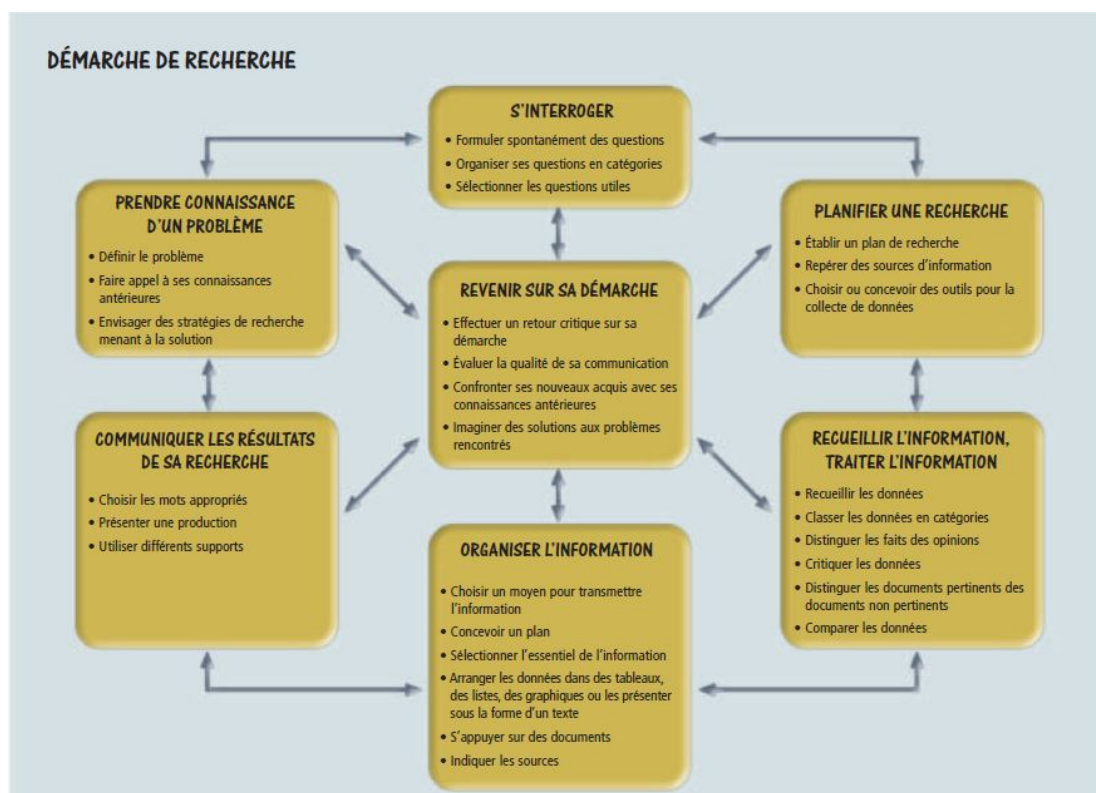 DÉMARCHE DE RECHERCHE
S'INTERROGER
• Formuler spontanément des questions
• Organiser ses questions en catégories
• Sélectionner les questions utiles
PRENDRE CONNAISSANCE
D'UN PROBLÈME
• Définir le problème
• Faire appel à ses connaissances
antérieures
• Envisager des stratégies de recherche
menant à la solution
PLANIFIER UNE RECHERCHE
• Établir un plan de recherche
• Repérer des sources d'information
• Choisir ou concevoir des outils pour la
collecte de données
REVENIR SUR SA DÉMARCHE
• Effectuer un retour critique sur sa
démarche
• Évaluer la qualité de sa communication
• Confronter ses nouveaux acquis avec ses
connaissances antérieures
• Imaginer des solutions aux problèmes
rencontrés
COMMUNIQUER LES RÉSULTATS
DE SA RECHERCHE
• Choisir les mots appropriés
• Présenter une production
• Utiliser différents supports
RECUEILLIR L'INFORMATION,
TRAITER L'INFORMATION
• Recueillir les données
• Classer les données en catégories
• Distinguer les faits des opinions
• Critiquer les données
• Distinguer les documents pertinents des
documents non pertinents
• Comparer les données
ORGANISER L'INFORMATION
• Choisir un moyen pour transmettre
l'information
• Concevoir un plan
• Sélectionner l'essentiel de l'information
• Arranger les données dans des tableaux,
des listes, des graphiques ou les présenter
sous la forme d'un texte
• S'appuyer sur des documents
• Indiquer les sources